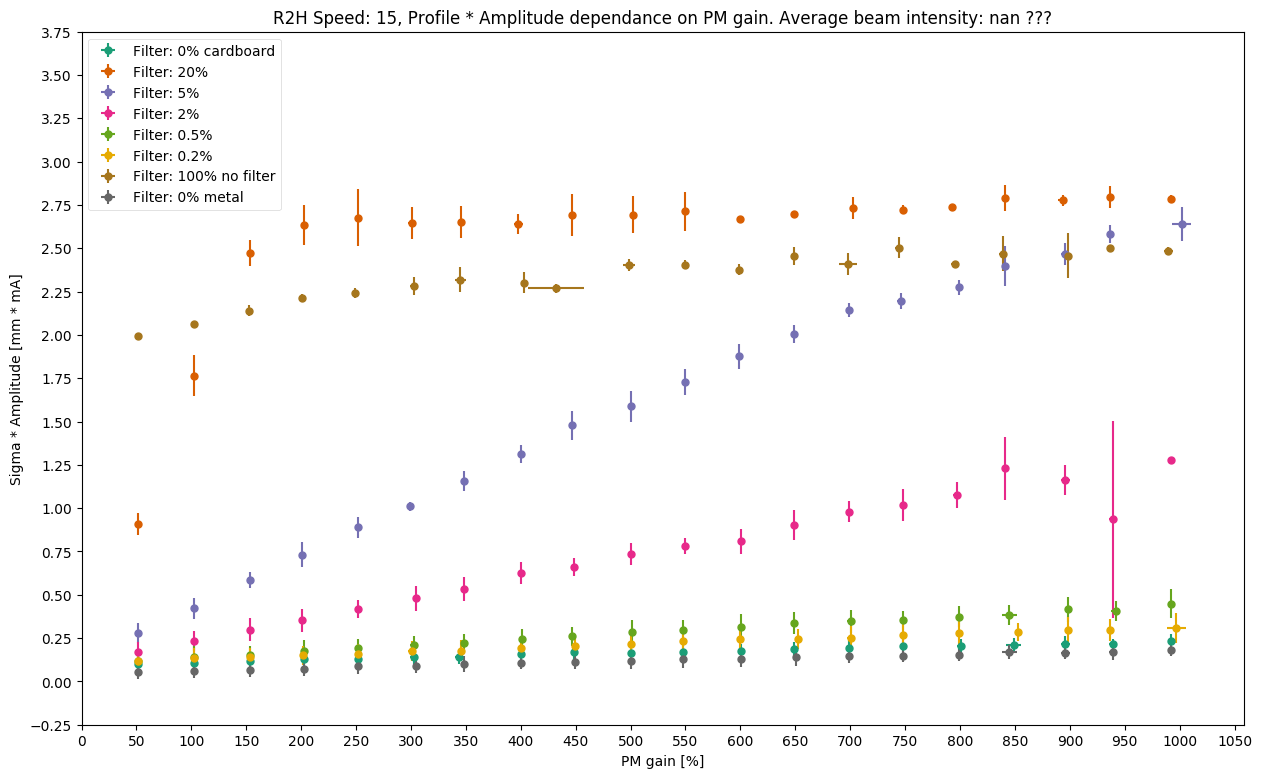 R2H Speed: 15, Profile * Amplitude dependance on PM gain. Average beam intensity: nan ???
3.75
3.50
3.25
3.00
2.75
2.50
2.25
2.00
1.75
1.50
1.25
1.00
0.75
0.50
0.25
0.00
−0.25
Sigma * Amplitude [mm * mA]
Filter: 0% cardboard
Filter: 20%
Filter: 5%
Filter: 2%
Filter: 0.5%
Filter: 0.2%
Filter: 100% no filter
Filter: 0% metal
0 50 100 150 200 250 300 350 400 450 500 550 600 650 700 750 800 850 900 950 1000 1050
PM gain [%]